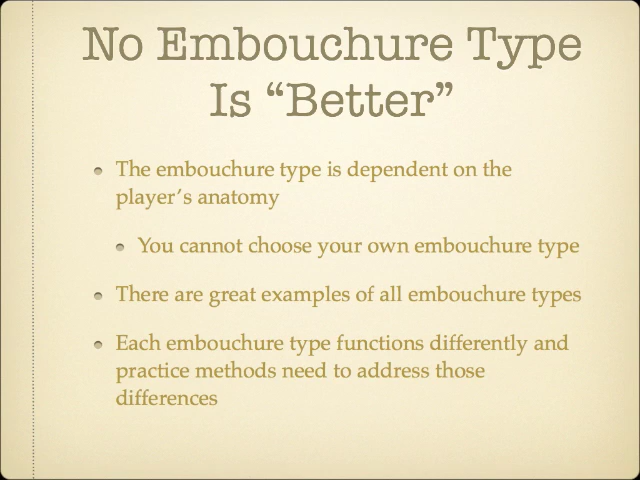 No Embouchure Type
Is “Better”
The embouchure type is dependent on the
player’s anatomy
You cannot choose your own embouchure type
There are great examples of all embouchure types
Each embouchure type functions differently and
practice methods need to address those
differences